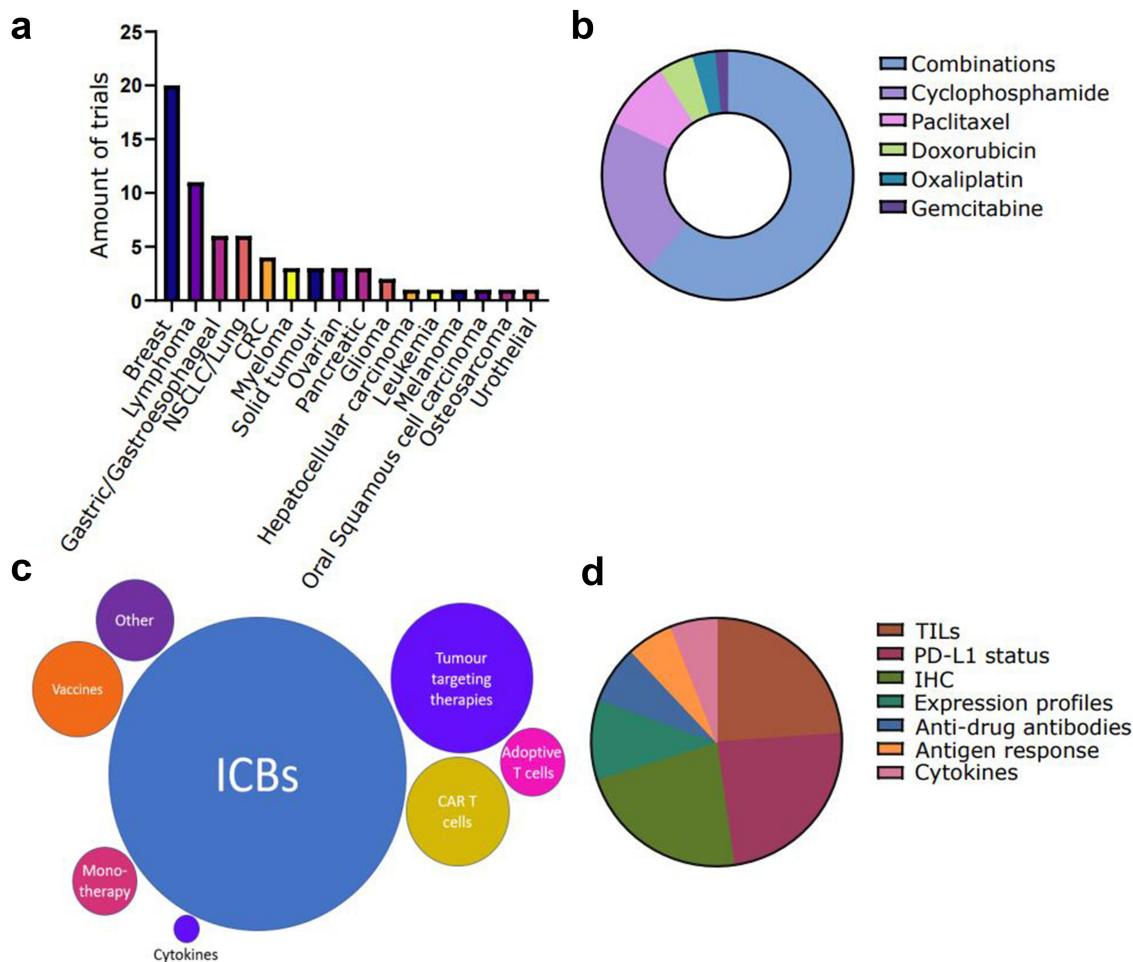 a
Amount of trials
25
20
15
10
5
0
Breast
Lymphoma
Gastric/Gastroesophageal
NSCLC/Lung
CRC
Myeloma
Solid tumour
Ovarian
Pancreatic
Glioma
Hepatocellular carcinoma
Leukemia
Melanoma
Oral Squamous cell carcinoma
Osteosarcoma
Urothelial
b
Combinations
Cyclophosphamide
Paclitaxel
Doxorubicin
Oxaliplatin
Gemcitabine
c
Other
Vaccines
ICBs
Tumour
targeting
therapies
Adoptive
T cells
CAR T
cells
Mono-
therapy
Cytokines
d
TILs
PD-L1 status
IHC
Expression profiles
Anti-drug antibodies
Antigen response
Cytokines